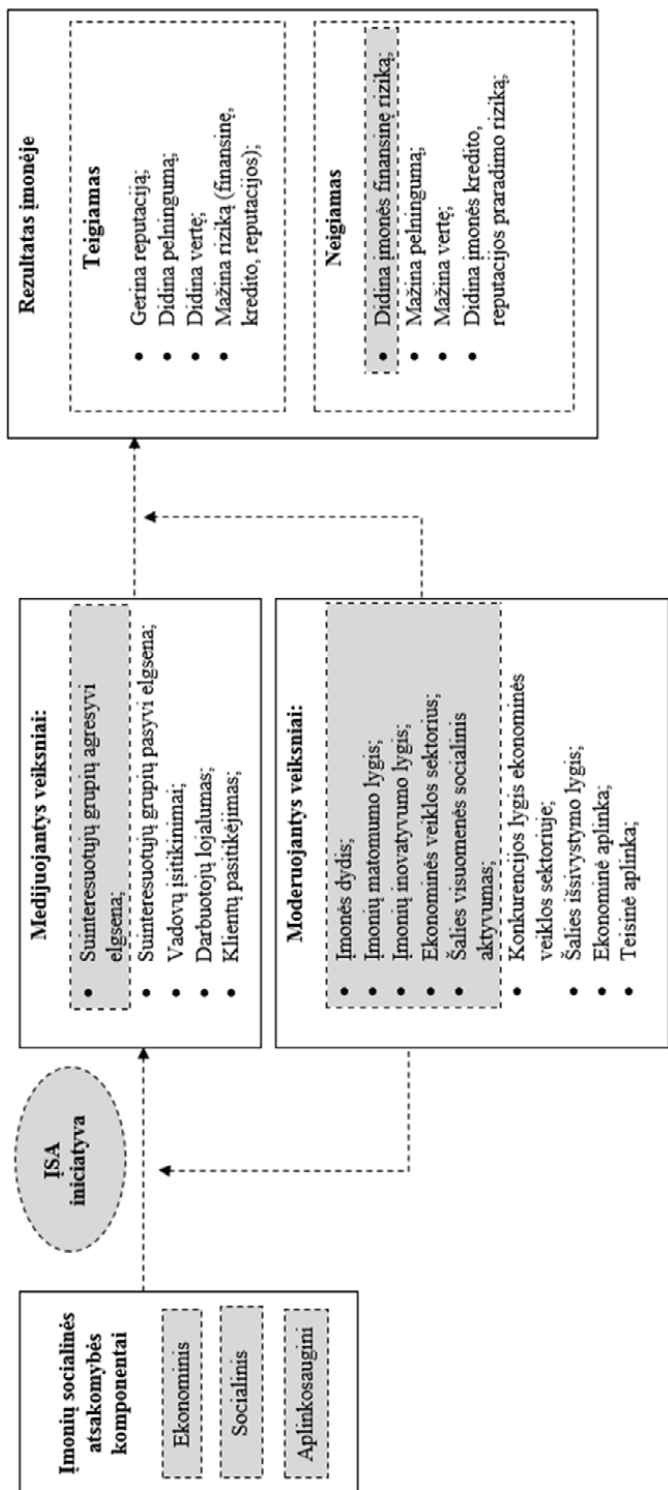 Įmonių socialinės
atsakomybės
komponentai
Ekonominis
Socialinis
Aplinkosaugini
ĮSA
iniciatyva
Medijuojantys veiksniai:
• Suinteresuotųjų grupių agresyvi
elgsena;
• Suinteresuotųjų grupių pasyvi elgsena;
• Vadovų įsitikinimai;
• Darbuotojų lojalumas;
• Klientų pasitikėjimas;
Moderuojantys veiksniai:
• Įmonės dydis;
• Įmonių matomumo lygis;
• Įmonių inovatyvumo lygis;
• Ekonominės veiklos sektorius;
• Šalies visuomenės socialinis
aktyvumas;
• Konkurencijos lygis ekonominės
veiklos sektoriuje;
• Šalies išsivystymo lygis;
• Ekonominė aplinka;
• Teisinė aplinka;
Rezultatas įmonėje
Teigiamas
• Gerina reputaciją;
• Didina pelningumą;
• Didina vertę;
• Mažina riziką (finansinę,
kredito, reputacijos);
Neigiamas
• Didina įmonės finansinę riziką;
• Mažina pelningumą;
• Mažina vertę;
• Didina įmonės kredito,
reputacijos praradimo riziką;